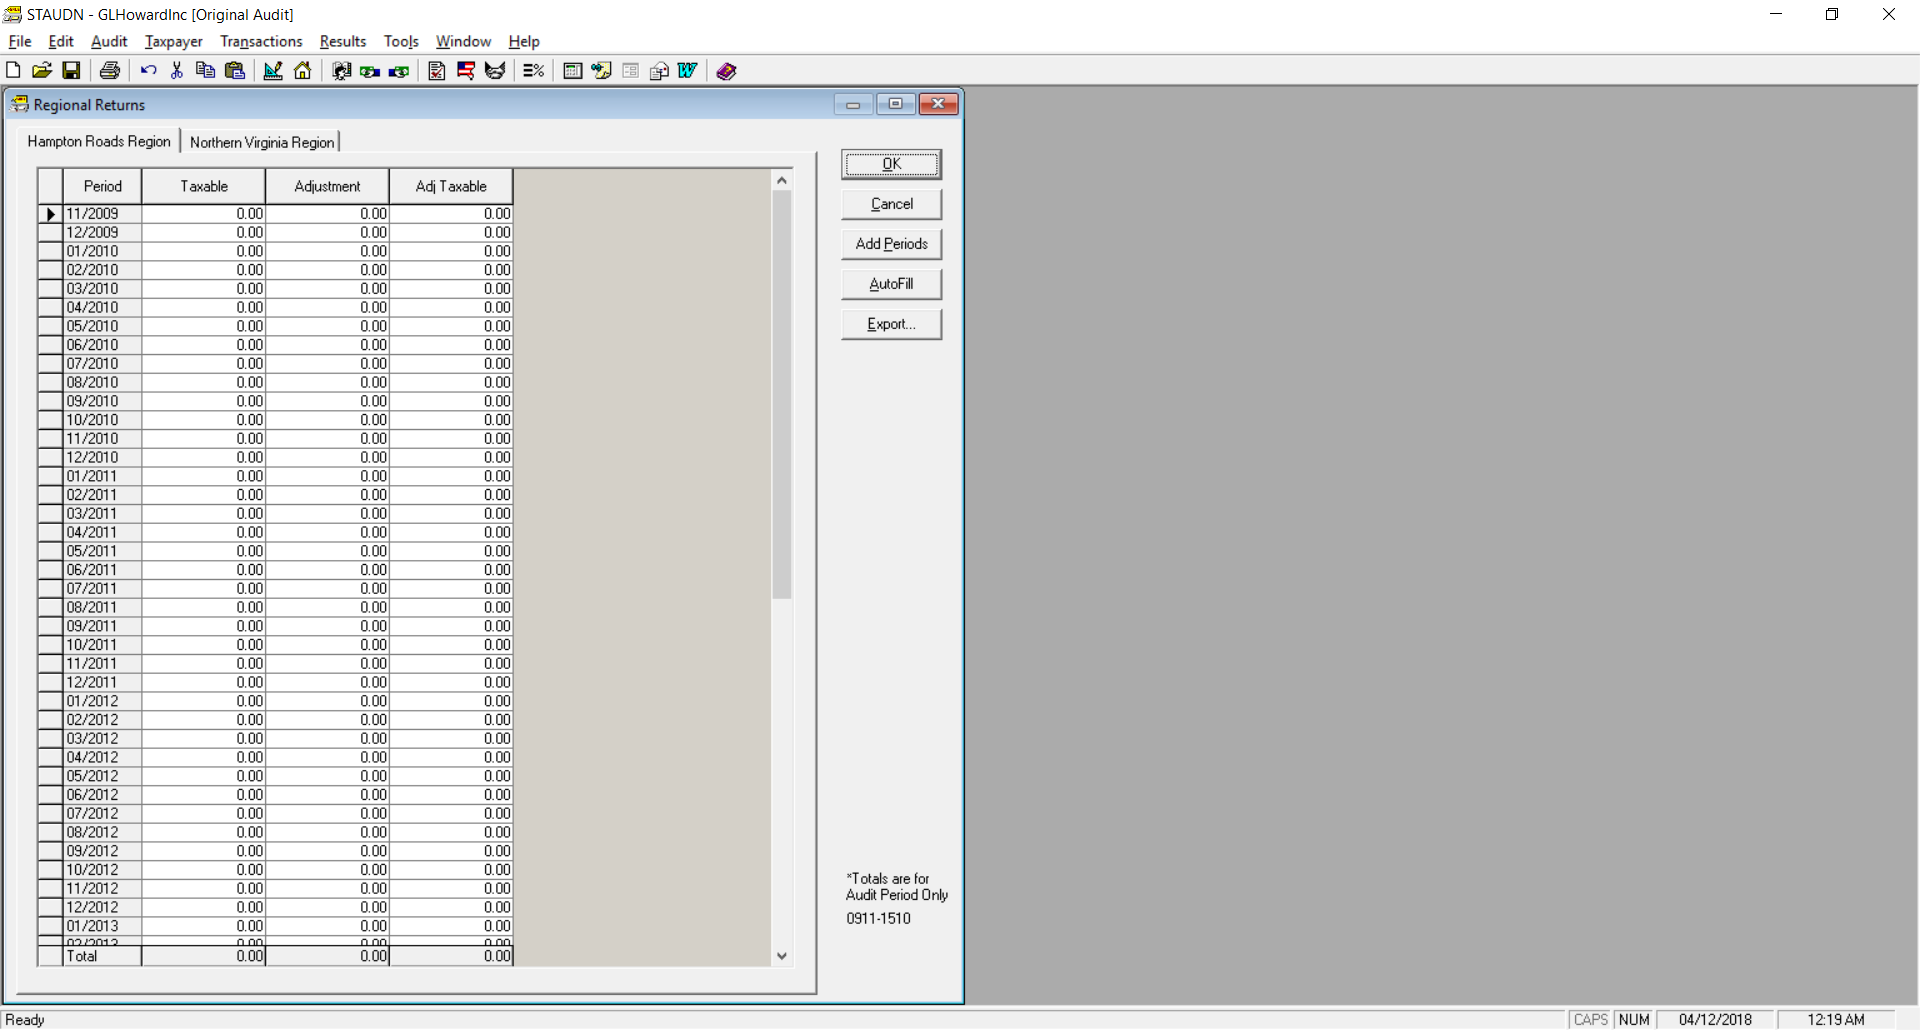 STAUDN - GLHowardInc [Original Audit]
File Edit Audit Taxpayer Transactions Results Tools Window Help
Regional Returns
Hampton Roads Region Northern Virginia Region
Period Taxable Adjustment Adj Taxable
11/2009 0.00 0.00 0.00
12/2009 0.00 0.00 0.00
01/2010 0.00 0.00 0.00
02/2010 0.00 0.00 0.00
03/2010 0.00 0.00 0.00
04/2010 0.00 0.00 0.00
05/2010 0.00 0.00 0.00
06/2010 0.00 0.00 0.00
07/2010 0.00 0.00 0.00
08/2010 0.00 0.00 0.00
09/2010 0.00 0.00 0.00
10/2010 0.00 0.00 0.00
11/2010 0.00 0.00 0.00
12/2010 0.00 0.00 0.00
01/2011 0.00 0.00 0.00
02/2011 0.00 0.00 0.00
03/2011 0.00 0.00 0.00
04/2011 0.00 0.00 0.00
05/2011 0.00 0.00 0.00
06/2011 0.00 0.00 0.00
07/2011 0.00 0.00 0.00
08/2011 0.00 0.00 0.00
09/2011 0.00 0.00 0.00
10/2011 0.00 0.00 0.00
11/2011 0.00 0.00 0.00
12/2011 0.00 0.00 0.00
01/2012 0.00 0.00 0.00
02/2012 0.00 0.00 0.00
03/2012 0.00 0.00 0.00
04/2012 0.00 0.00 0.00
05/2012 0.00 0.00 0.00
06/2012 0.00 0.00 0.00
07/2012 0.00 0.00 0.00
08/2012 0.00 0.00 0.00
09/2012 0.00 0.00 0.00
10/2012 0.00 0.00 0.00
11/2012 0.00 0.00 0.00
12/2012 0.00 0.00 0.00
01/2013 0.00 0.00 0.00
02/2013 0.00 0.00 0.00
Total 0.00 0.00 0.00
OK
Cancel
Add Periods
AutoFill
Export...
*Totals are for
Audit Period Only
0911-1510
Ready CAPS NUM 04/12/2018 12:19 AM